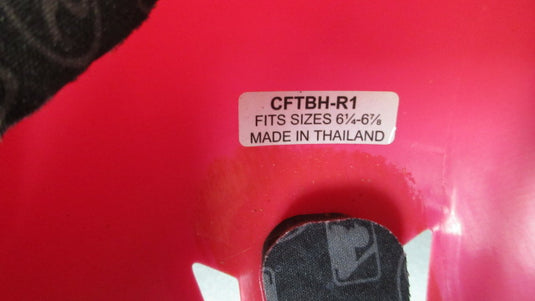 CFTBH-R1
FITS SIZES 6¼-6⅞
MADE IN THAILAND